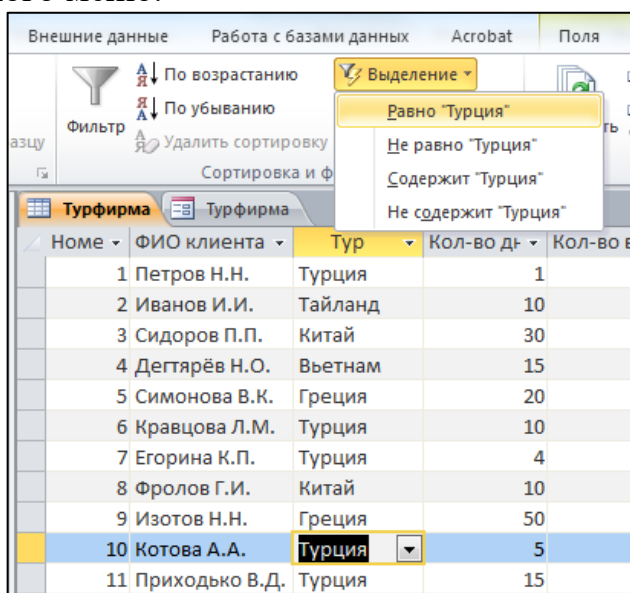 Внешние данные Работа с базами данных Acrobat Поля
По возрастанию Выделение
По убыванию Равно "Турция"
Фильтр
Удалить сортировку Не равно "Турция"
Сортировка и ф Содержит "Турция"
Не содержит "Турция"
Турфирма Турфирма
Номе ФИО клиента Тур Кол-во дн Кол-во в
1 Петров Н.Н. Турция 1
2 Иванов И.И. Тайланд 10
3 Сидоров П.П. Китай 30
4 Дегтярёв Н.О. Вьетнам 15
5 Симонова В.К. Греция 20
6 Кравцова Л.М. Турция 10
7 Егорина К.П. Турция 4
8 Фролов Г.И. Китай 10
9 Изотов Н.Н. Греция 50
10 Котова А.А. Турция 5
11 Приходько В.Д. Турция 15